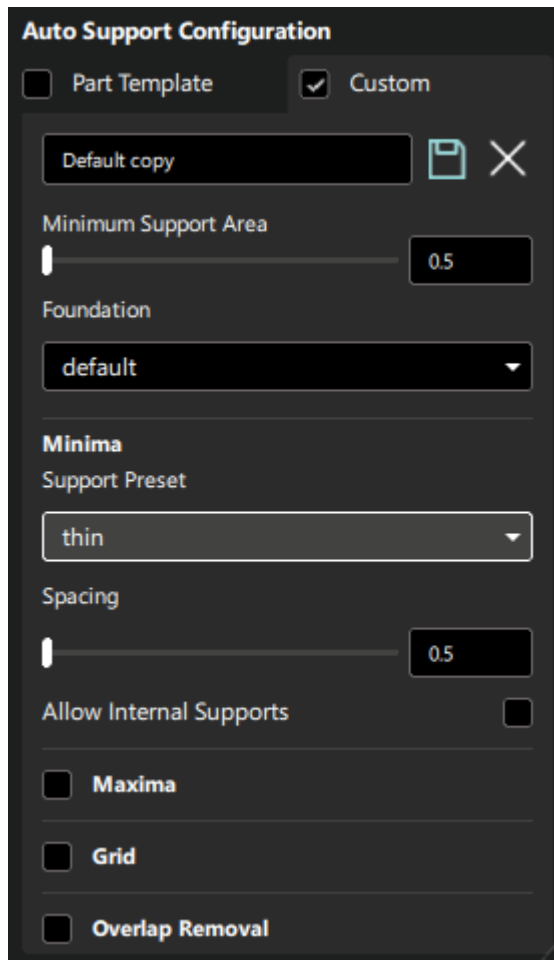 Auto Support Configuration
Part Template
Custom
Default copy
Minimum Support Area
0.5
Foundation
default
Minima
Support Preset
thin
Spacing
0.5
Allow Internal Supports
Maxima
Grid
Overlap Removal